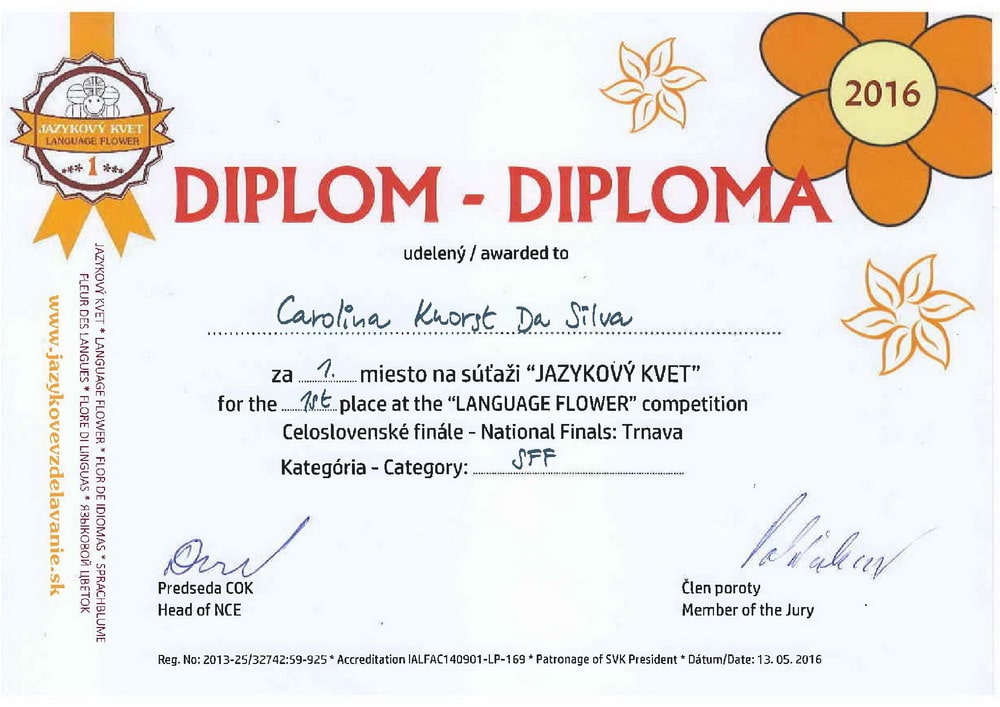 2016
JAZYKOVÝ KVET
LANGUAGE FLOWER
*** 1 ***
DIPLOM - DIPLOMA
udelený / awarded to
Carolina Knorst Da Silva
za 1. miesto na súťaži “JAZYKOVÝ KVET”
for the 1st place at the “LANGUAGE FLOWER” competition
Celoslovenské finále - National Finals: Trnava
Kategória - Category: SFF
JAZYKOVÝ KVET * LANGUAGE FLOWER * FLOR DE IDIOMAS * SPRACHBLUME
FLEUR DES LANGUES * FLORE DI LINGUAS * ЯЗЫКОВОЙ ЦВЕТОК
www.jazykovevzdelavanie.sk
Predseda COK
Head of NCE
Člen poroty
Member of the Jury
Reg. No: 2013-25/32742:59-925 * Accreditation IALFAC140901-LP-169 * Patronage of SVK President * Dátum/Date: 13. 05. 2016